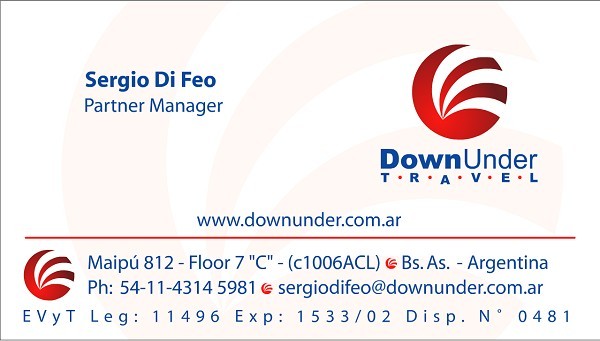 Sergio Di Feo
Partner Manager
DownUnder
T·R·A·V·E·L
www.downunder.com.ar
Maipú 812 - Floor 7 "C" - (c1006ACL) Bs. As. - Argentina
Ph: 54-11-4314 5981 sergiodifeo@downunder.com.ar
EVyT Leg: 11496 Exp: 1533/02 Disp. N° 0481